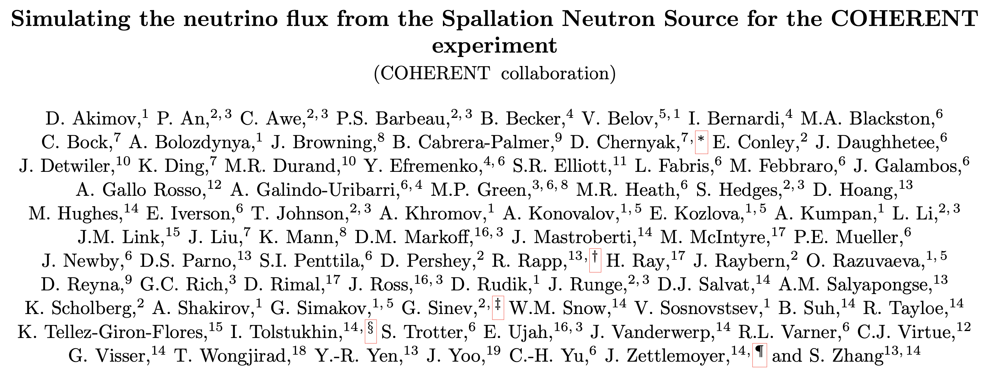 Simulating the neutrino flux from the Spallation Neutron Source for the COHERENT
experiment
(COHERENT collaboration)
D. Akimov,1 P. An,2, 3 C. Awe,2, 3 P.S. Barbeau,2, 3 B. Becker,4 V. Belov,5, 1 I. Bernardi,4 M.A. Blackston,6
C. Bock,7 A. Bolozdynya,1 J. Browning,8 B. Cabrera-Palmer,9 D. Chernyak,7, * E. Conley,2 J. Daughhetee,6
J. Detwiler,10 K. Ding,7 M.R. Durand,10 Y. Efremenko,4, 6 S.R. Elliott,11 L. Fabris,6 M. Febbraro,6 J. Galambos,6
A. Gallo Rosso,12 A. Galindo-Uribarri,6, 4 M.P. Green,3, 6, 8 M.R. Heath,6 S. Hedges,2, 3 D. Hoang,13
M. Hughes,14 E. Iverson,6 T. Johnson,2, 3 A. Khromov,1 A. Konovalov,1, 5 E. Kozlova,1, 5 A. Kumpan,1 L. Li,2, 3
J.M. Link,15 J. Liu,7 K. Mann,8 D.M. Markoff,16, 3 J. Mastroberti,14 M. McIntyre,17 P.E. Mueller,6
J. Newby,6 D.S. Parno,13 S.I. Penttila,6 D. Pershey,2 R. Rapp,13, † H. Ray,17 J. Raybern,2 O. Razuvaeva,1, 5
D. Reyna,9 G.C. Rich,3 D. Rimal,17 J. Ross,16, 3 D. Rudik,1 J. Runge,2, 3 D.J. Salvat,14 A.M. Salyapongse,13
K. Scholberg,2 A. Shakirov,1 G. Simakov,1, 5 G. Sinev,2, ‡ W.M. Snow,14 V. Sosnovstsev,1 B. Suh,14 R. Tayloe,14
K. Tellez-Giron-Flores,15 I. Tolstukhin,14, § S. Trotter,6 E. Ujah,16, 3 J. Vanderwerp,14 R.L. Varner,6 C.J. Virtue,12
G. Visser,14 T. Wongjirad,18 Y.-R. Yen,13 J. Yoo,19 C.-H. Yu,6 J. Zettlemoyer,14, ¶ and S. Zhang13, 14